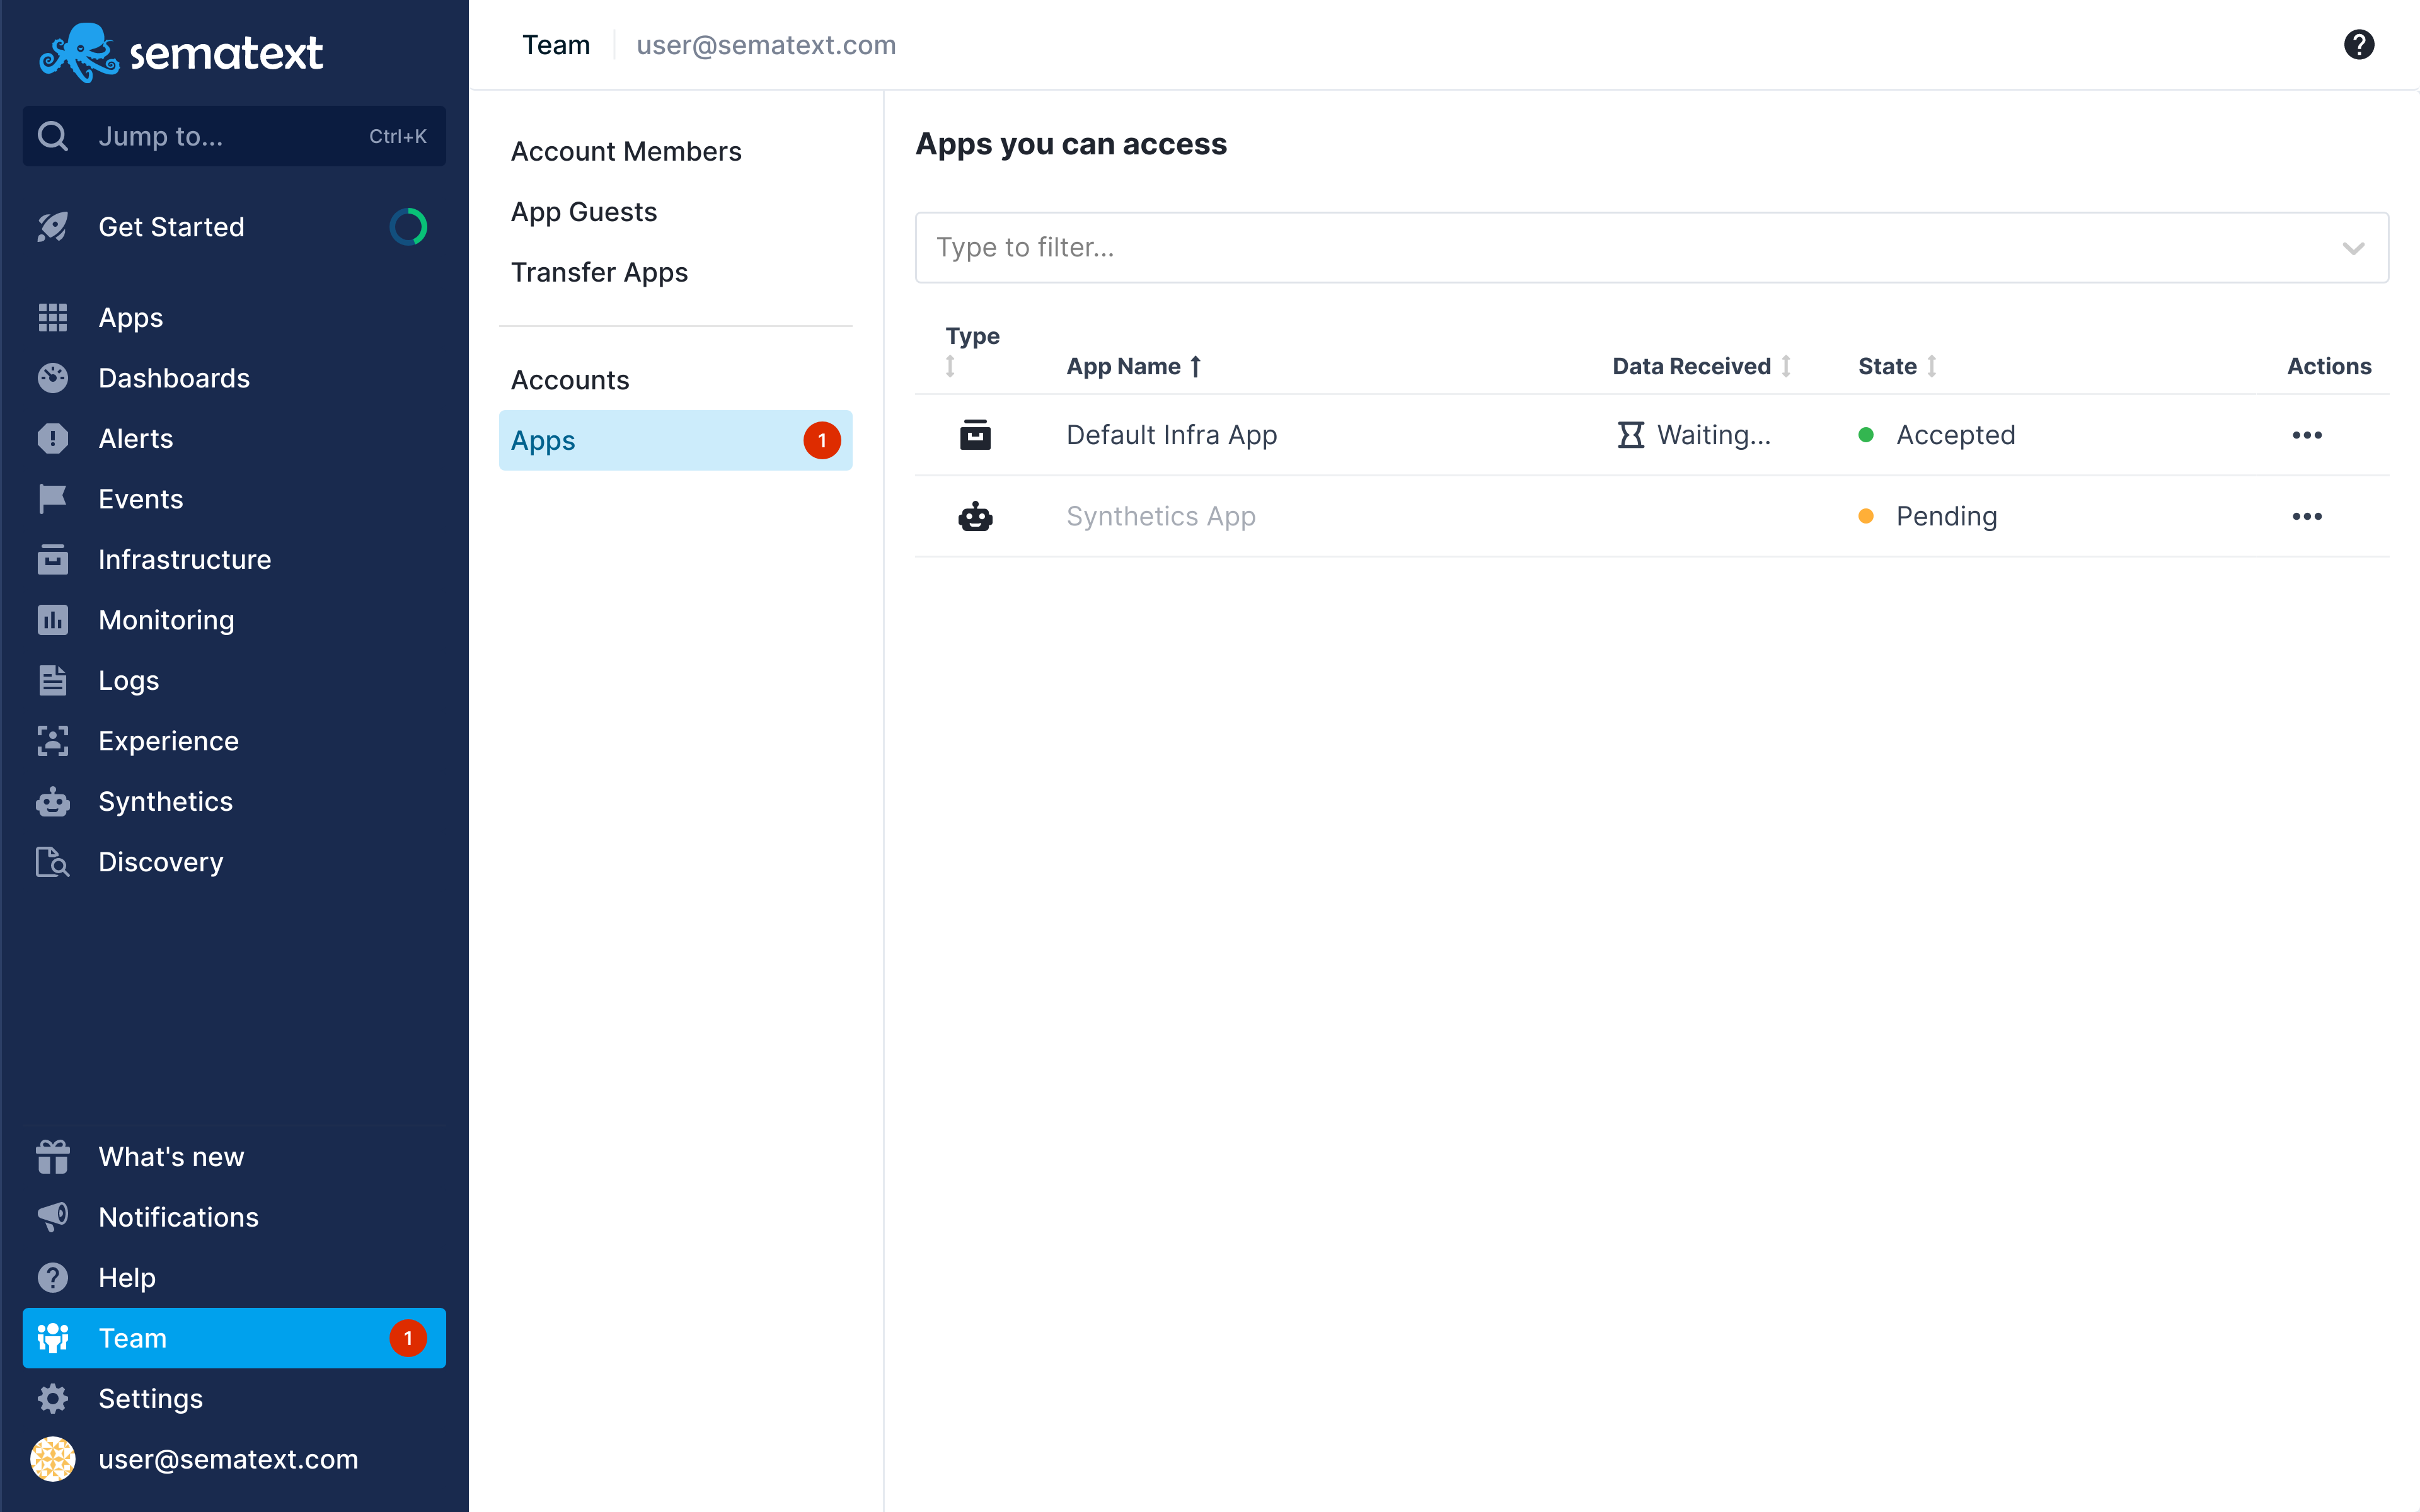 sematext
Jump to...
Ctrl+K
Get Started
Apps
Dashboards
Alerts
Events
Infrastructure
Monitoring
Logs
Experience
Synthetics
Discovery
What's new
Notifications
Help
Team
1
Settings
user@sematext.com
Team
user@sematext.com
Account Members
App Guests
Transfer Apps
Accounts
Apps
1
Apps you can access
Type to filter...
Type
App Name
Data Received
State
Actions
Default Infra App
Waiting...
Accepted
Synthetics App
Pending